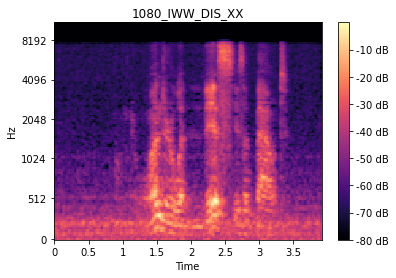 1080_IWW_DIS_XX
8192
4096
2048
1024
512
0
Hz
0 0.5 1 1.5 2 2.5 3 3.5
Time
-10 dB
-20 dB
-30 dB
-40 dB
-50 dB
-60 dB
-70 dB
-80 dB